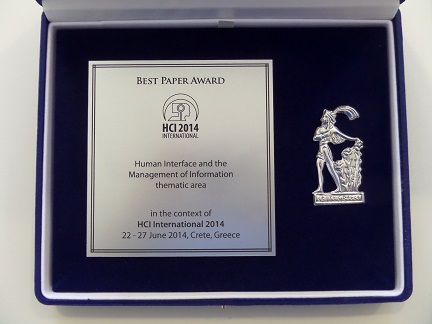 BEST PAPER AWARD
HCI 2014
INTERNATIONAL
Human Interface and the
Management of Information
thematic area
in the context of
HCI International 2014
22 - 27 June 2014, Crete, Greece